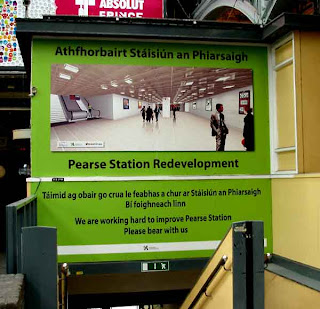 ABSOLUT
FRINGE
Athfhorbairt Stáisiún an Phiarsaigh
Pearse Station Redevelopment
Táimid ag obair go crua le feabhas a chur ar Stáisiún an Phiarsaigh
Bí foighneach linn
We are working hard to improve Pearse Station
Please bear with us